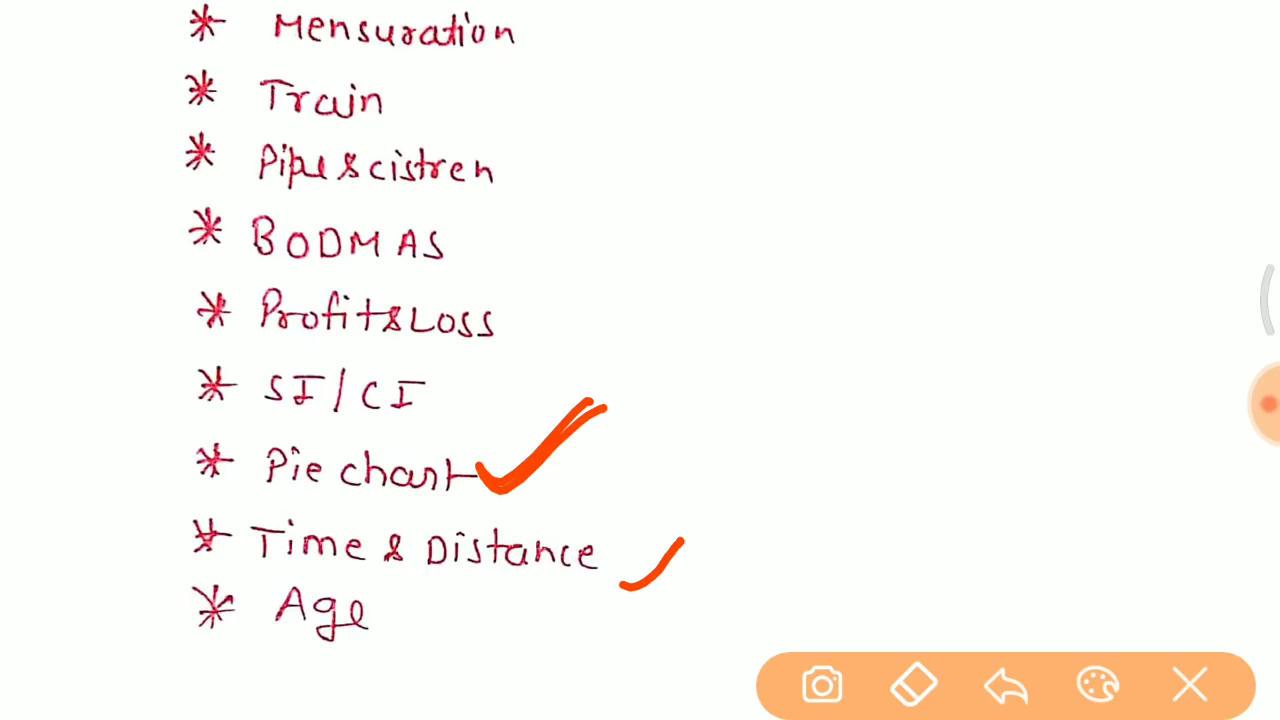 * Mensuration
* Train
* Pipe & cistren
* BODMAS
* Profit & Loss
* SI/CI
* Pie chart
* Time & Distance
* Age